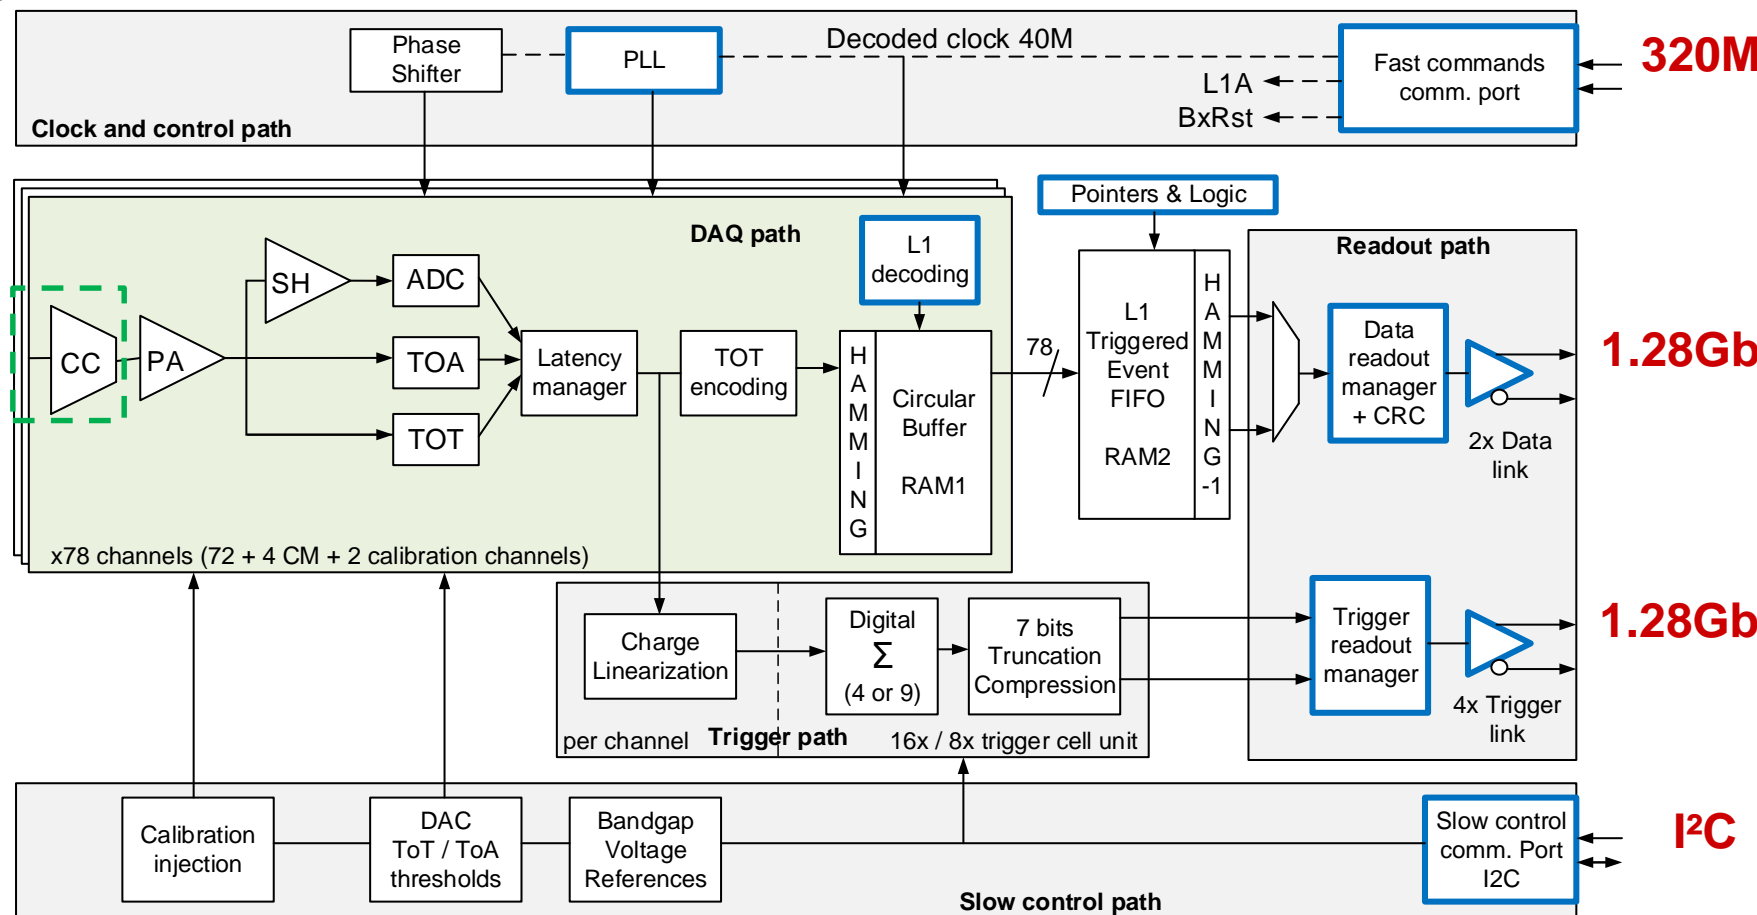 Phase
Shifter
PLL
Decoded clock 40M
L1A
BxRst
Fast commands
comm. port
320M
Clock and control path
DAQ path
L1
decoding
Pointers & Logic
Readout path
CC
PA
SH
ADC
TOA
TOT
Latency
manager
TOT
encoding
HAMMING
Circular
Buffer
RAM1
78
L1
Triggered
Event
FIFO
RAM2
HAMMING-1
Data
readout
manager
+ CRC
2x Data
link
1.28Gb
x78 channels (72 + 4 CM + 2 calibration channels)
Charge
Linearization
Digital
Σ
(4 or 9)
7 bits
Truncation
Compression
per channel
Trigger path
16x / 8x trigger cell unit
Trigger
readout
manager
4x Trigger
link
1.28Gb
Calibration
injection
DAC
ToT / ToA
thresholds
Bandgap
Voltage
References
Slow control
comm. Port
I2C
I²C
Slow control path